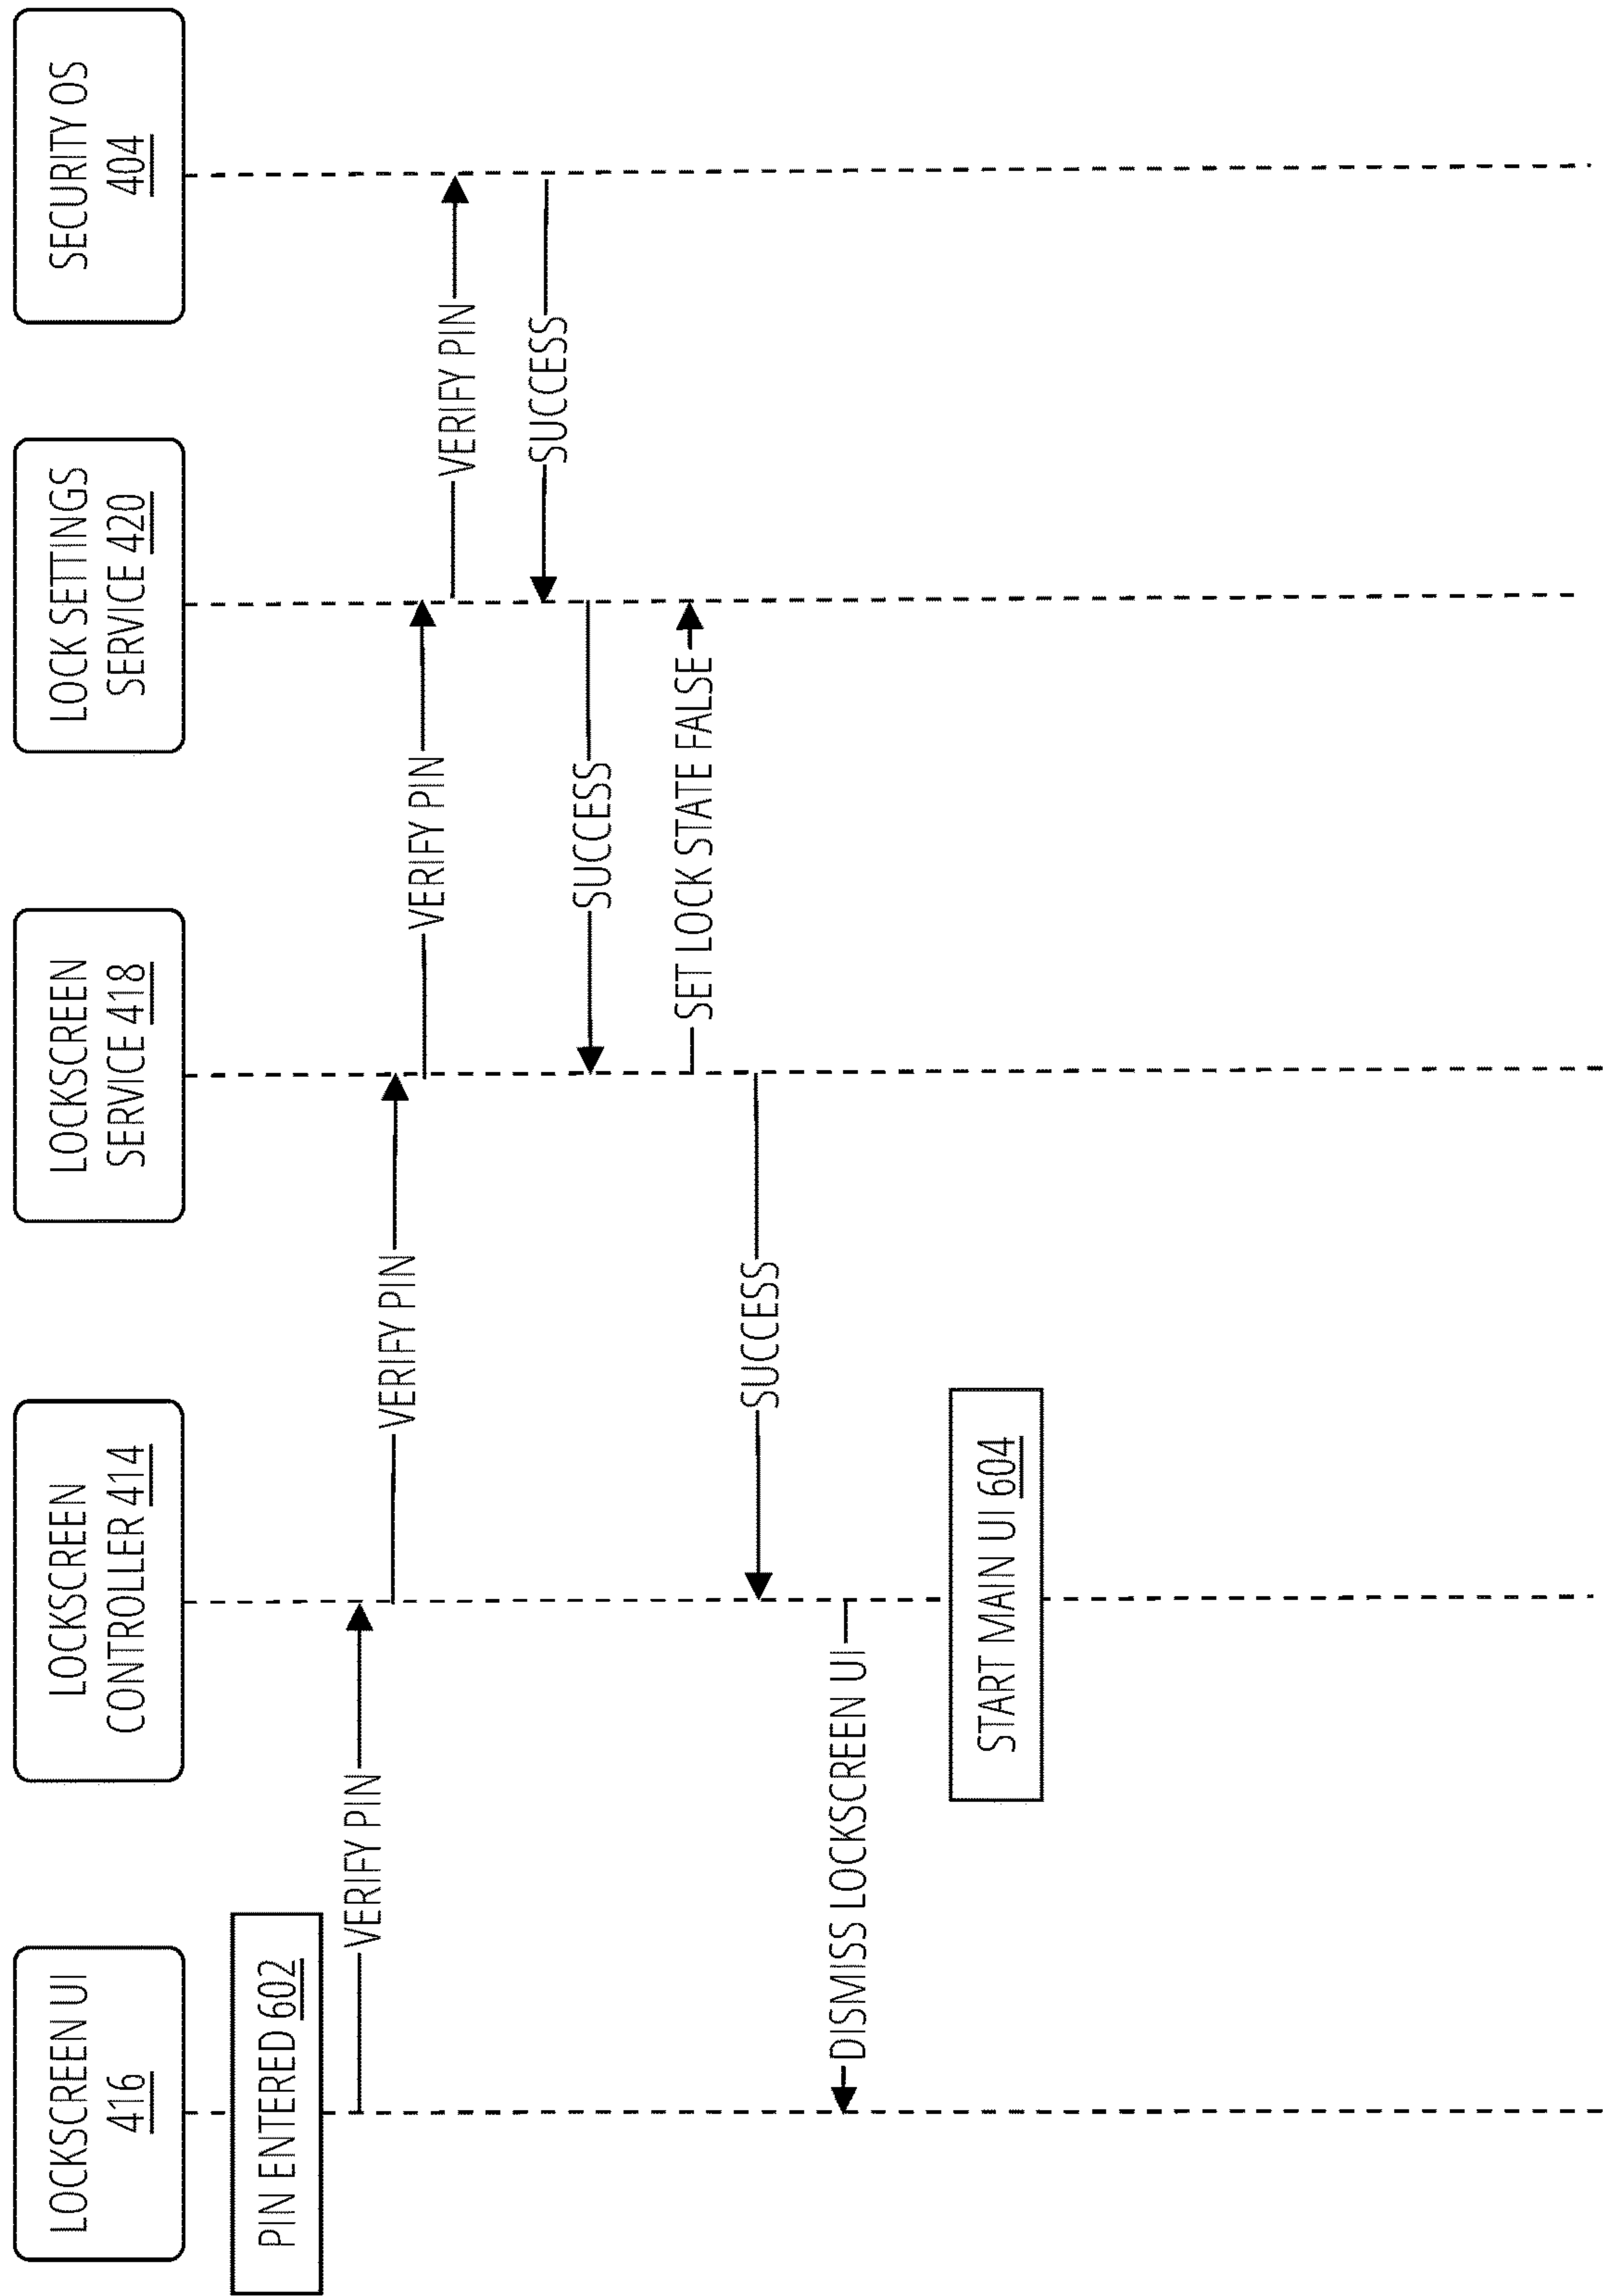 LOCKSCREEN UI
416
LOCKSCREEN
CONTROLLER 414
LOCKSCREEN
SERVICE 418
LOCK SETTINGS
SERVICE 420
SECURITY OS
404
PIN ENTERED 602
VERIFY PIN
VERIFY PIN
VERIFY PIN
VERIFY PIN
SUCCESS
SUCCESS
SET LOCK STATE FALSE
SUCCESS
DISMISS LOCKSCREEN UI
START MAIN UI 604